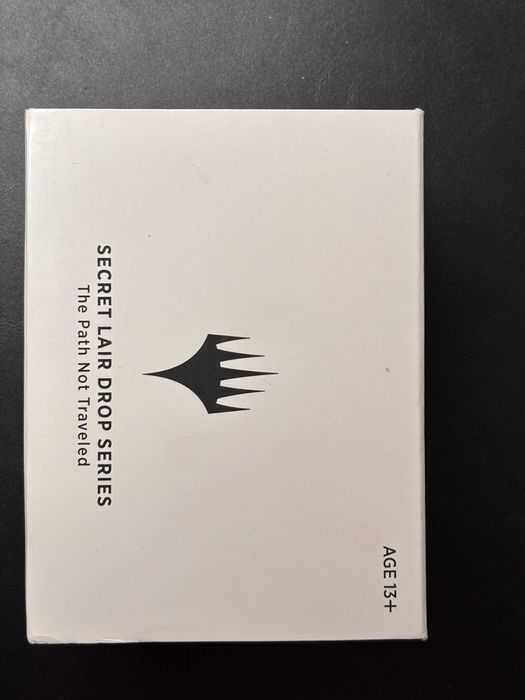 AGE 13+
SECRET LAIR DROP SERIES
The Path Not Traveled